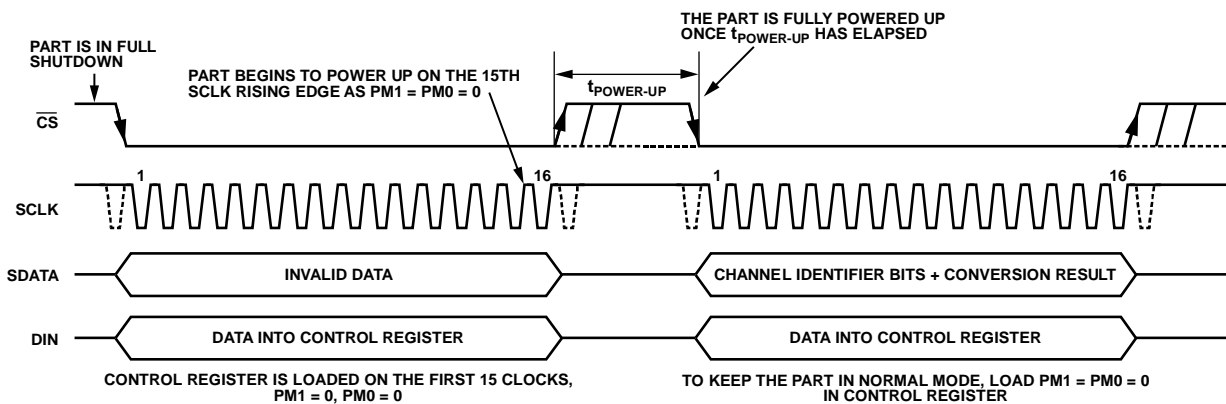 THE PART IS FULLY POWERED UP
ONCE tPOWER-UP HAS ELAPSED
PART IS IN FULL
SHUTDOWN
PART BEGINS TO POWER UP ON THE 15TH
SCLK RISING EDGE AS PM1 = PM0 = 0
tPOWER-UP
CS
1
16
1
16
SCLK
SDATA
INVALID DATA
CHANNEL IDENTIFIER BITS + CONVERSION RESULT
DIN
DATA INTO CONTROL REGISTER
DATA INTO CONTROL REGISTER
CONTROL REGISTER IS LOADED ON THE FIRST 15 CLOCKS,
PM1 = 0, PM0 = 0
TO KEEP THE PART IN NORMAL MODE, LOAD PM1 = PM0 = 0
IN CONTROL REGISTER